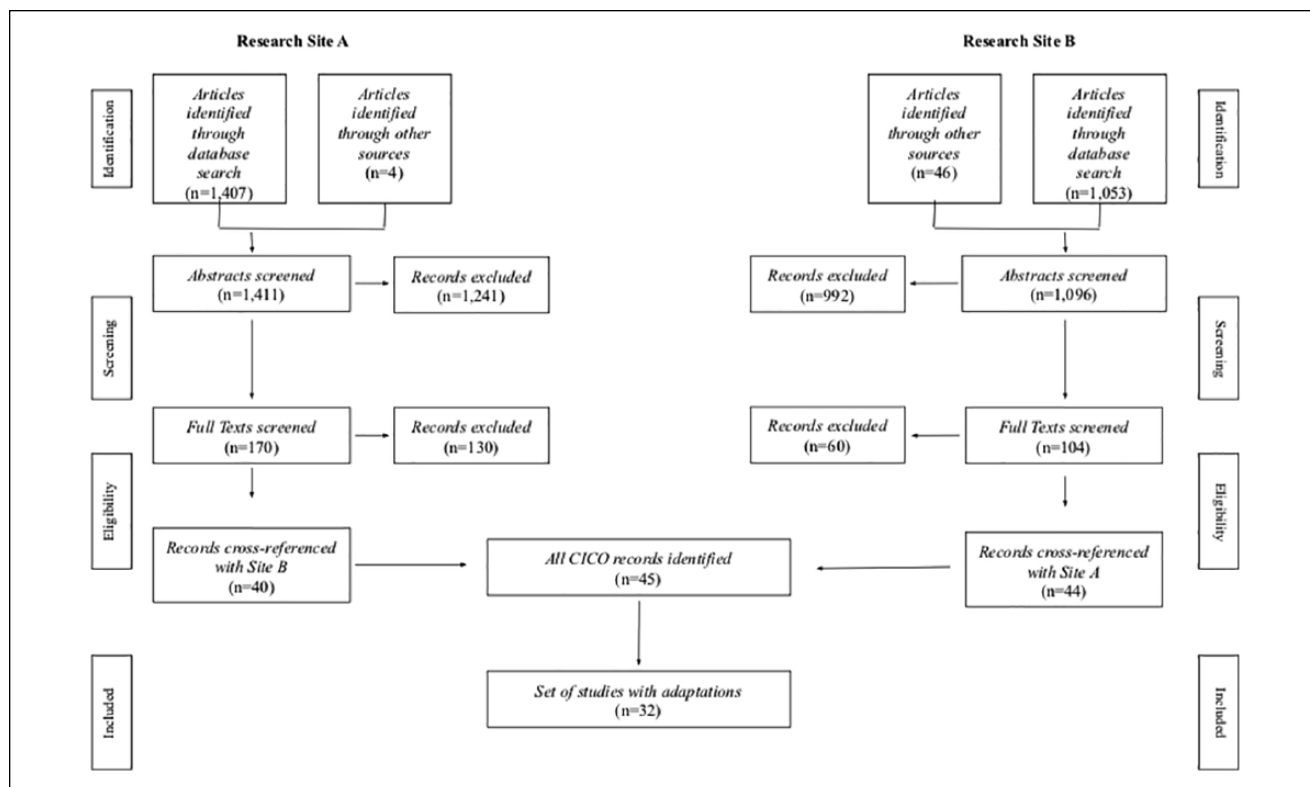 Research Site A
Research Site B
Identification
Articles
identified
through
database
search
(n=1,407)
Articles
identified
through other
sources
(n=4)
Articles
identified
through other
sources)
(n=46)
Articles
identified
through
database
search)
(n=1,053)
Identification
Abstracts screened
(n=1,411)
Records excluded
(n=1,241)
Records excluded
(n=992)
Abstracts screened
(n=1,096)
Screening
Screening
Full Texts screened
(n=170)
Records excluded
(n=130)
Records excluded
(n=60)
Full Texts screened
(n=104)
Eligibility
Eligibility
Records cross-referenced
with Site B
(n=40)
All CICO records identified
(n=45)
Records cross-referenced
with Site A
(n=44)
Included
Set of studies with adaptations
(n=32)
Included